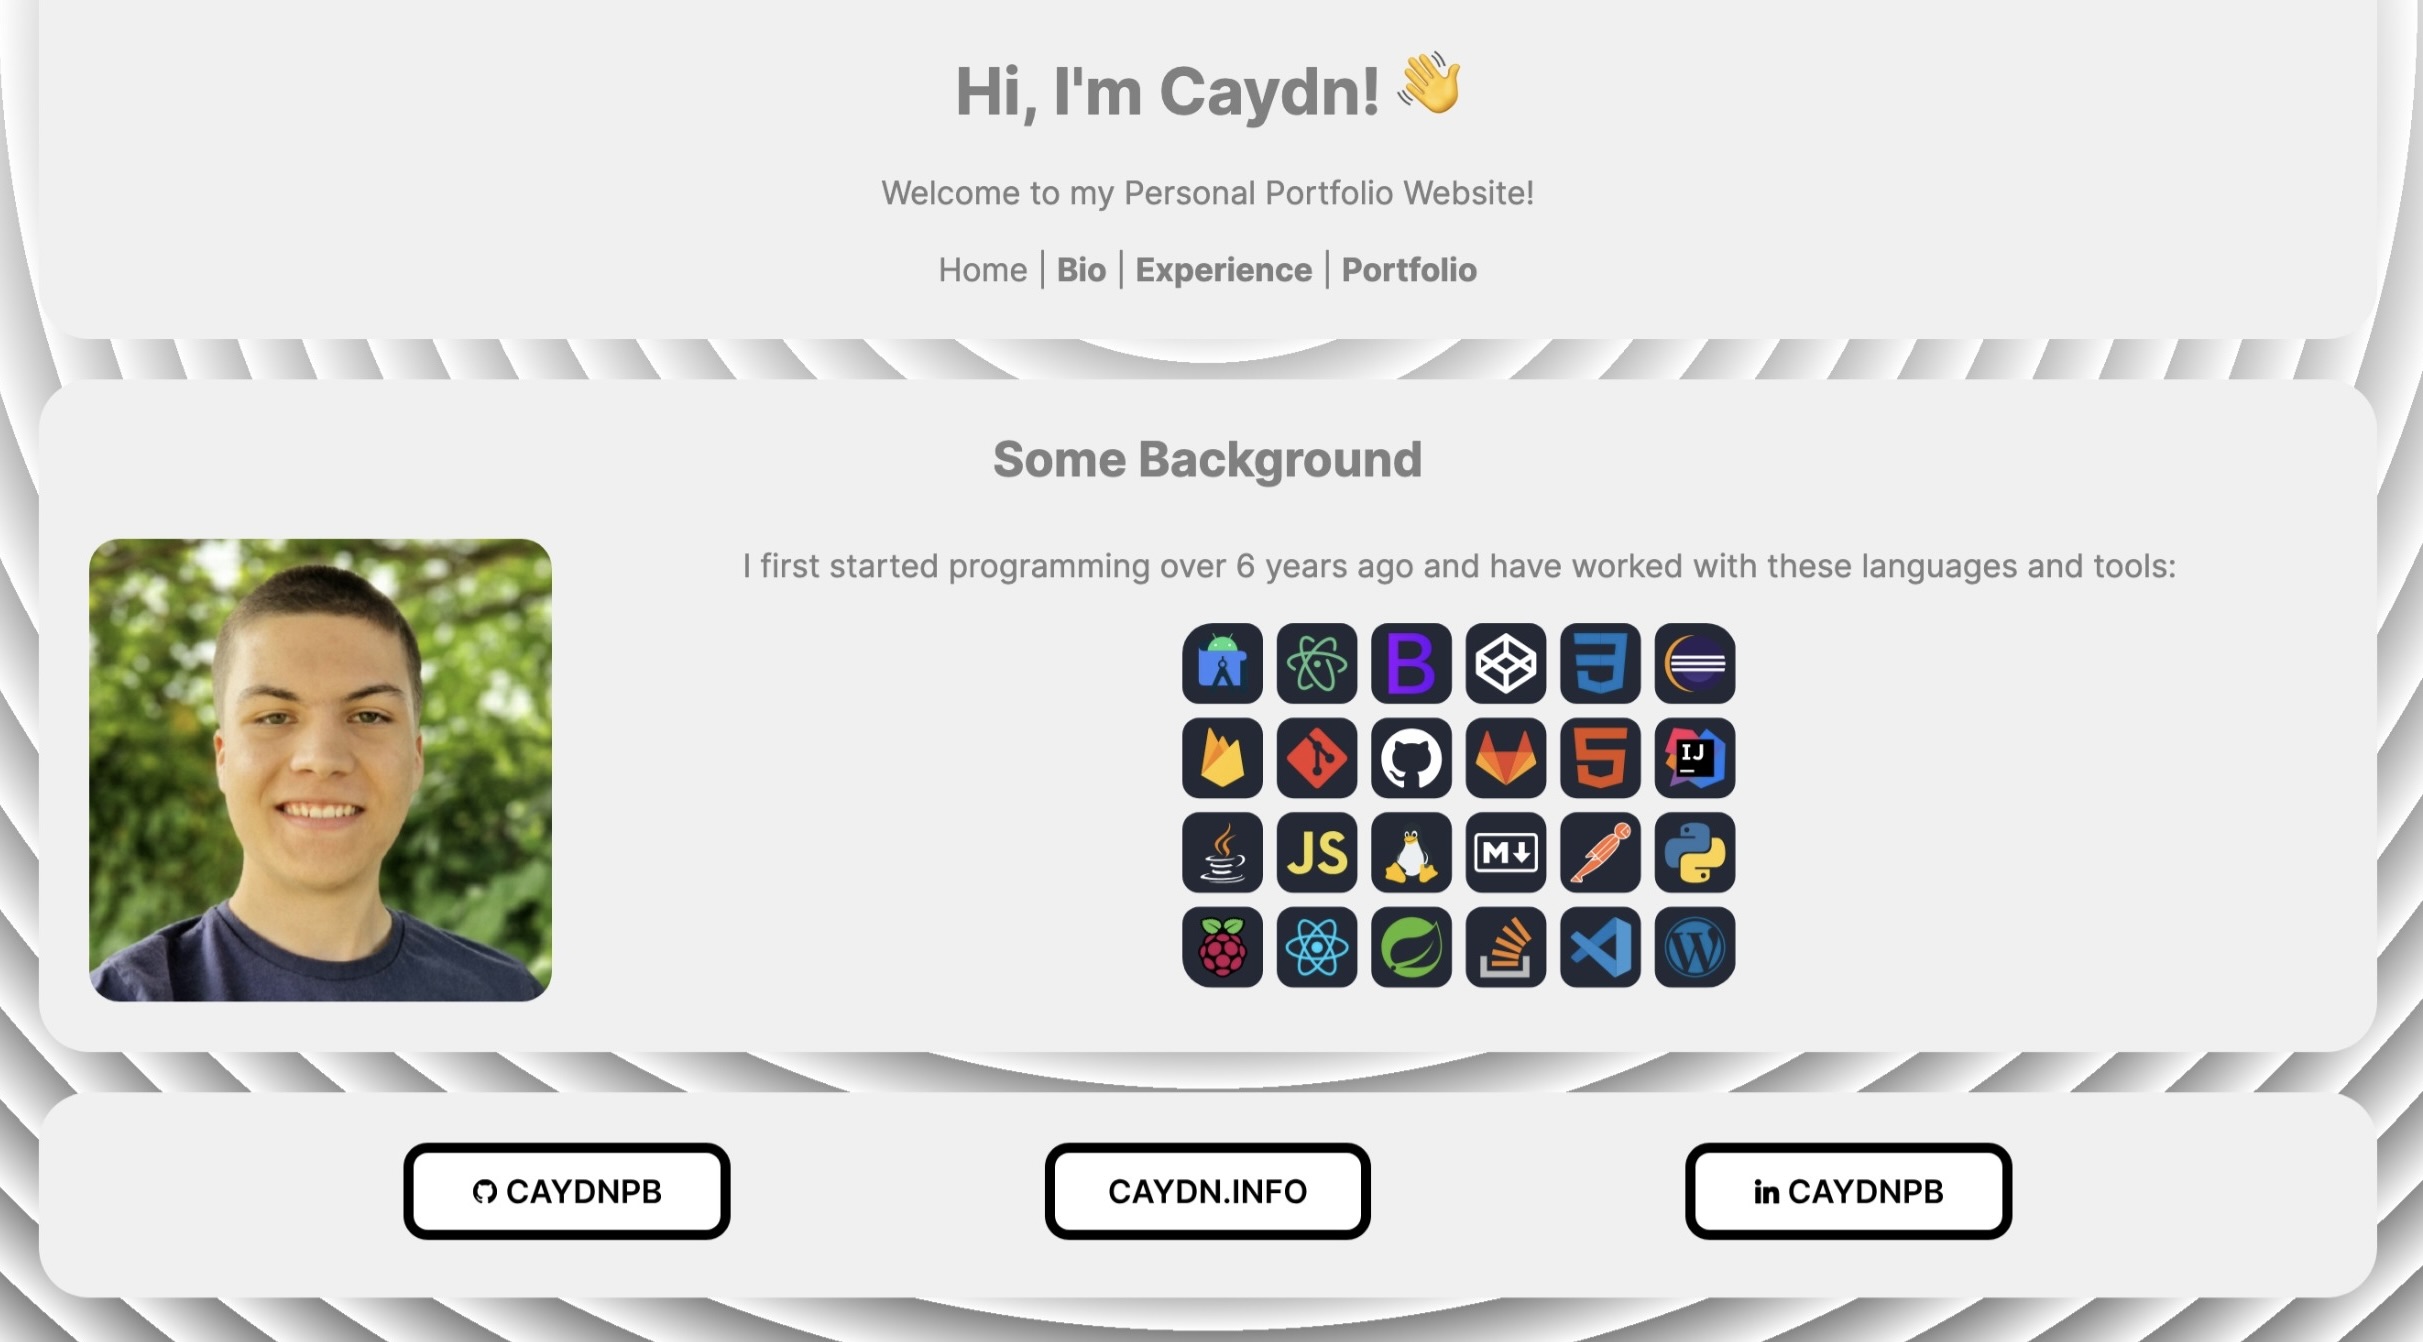 Hi, I'm Caydn! 👋
Welcome to my Personal Portfolio Website!
Home | Bio | Experience | Portfolio
Some Background
I first started programming over 6 years ago and have worked with these languages and tools:
B
IJ
JS
M
CAYDNPB
CAYDN.INFO
in CAYDNPB